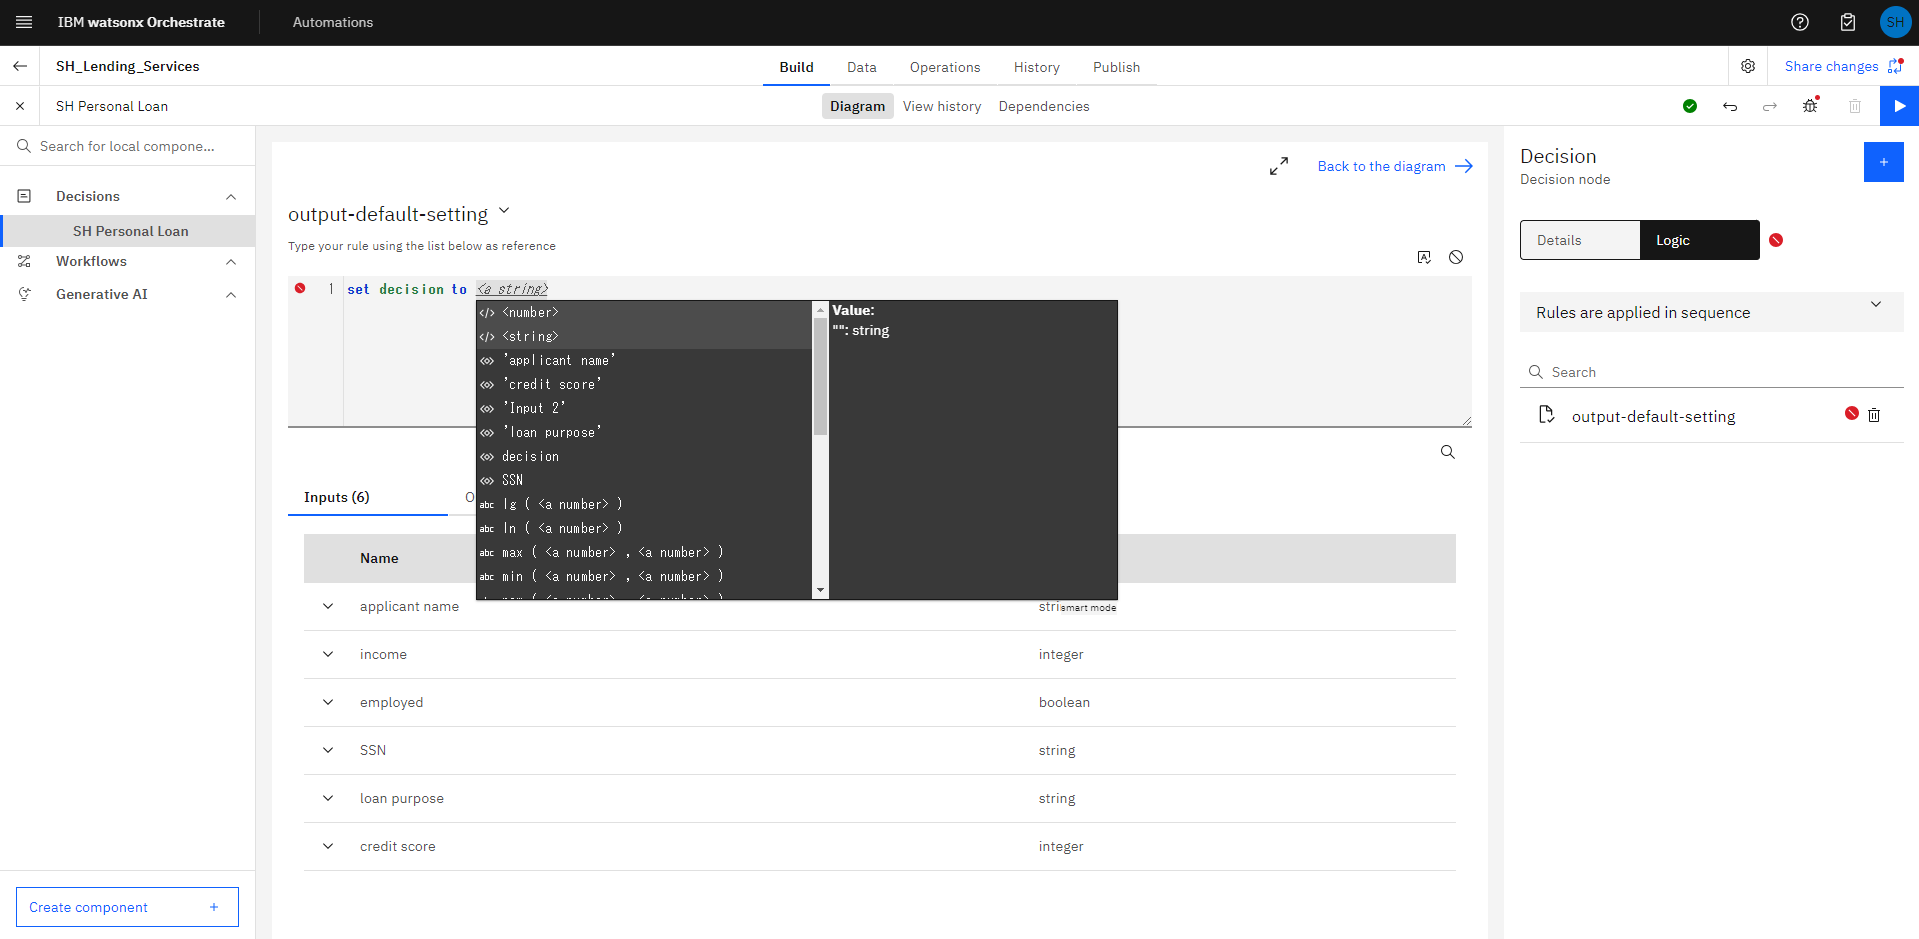 IBM watsonx Orchestrate
Automations
SH
SH_Lending_Services
Build
Data
Operations
History
Publish
Share changes
SH Personal Loan
Diagram
View history
Dependencies
Search for local compone...
Decisions
SH Personal Loan
Workflows
Generative AI
Create component +
Back to the diagram
output-default-setting
Type your rule using the list below as reference
1 set decision to <a string>
</> <number>
</> <string>
'applicant name'
'credit score'
'Input 2'
'loan purpose'
decision
SSN
abc lg ( <a number> )
abc ln ( <a number> )
abc max ( <a number> , <a number> )
abc min ( <a number> , <a number> )
Value:
"": string
smart mode
Inputs (6)
O
Name
applicant name stri
income integer
employed boolean
SSN string
loan purpose string
credit score integer
Decision
Decision node
+
Details
Logic
Rules are applied in sequence
Search
output-default-setting